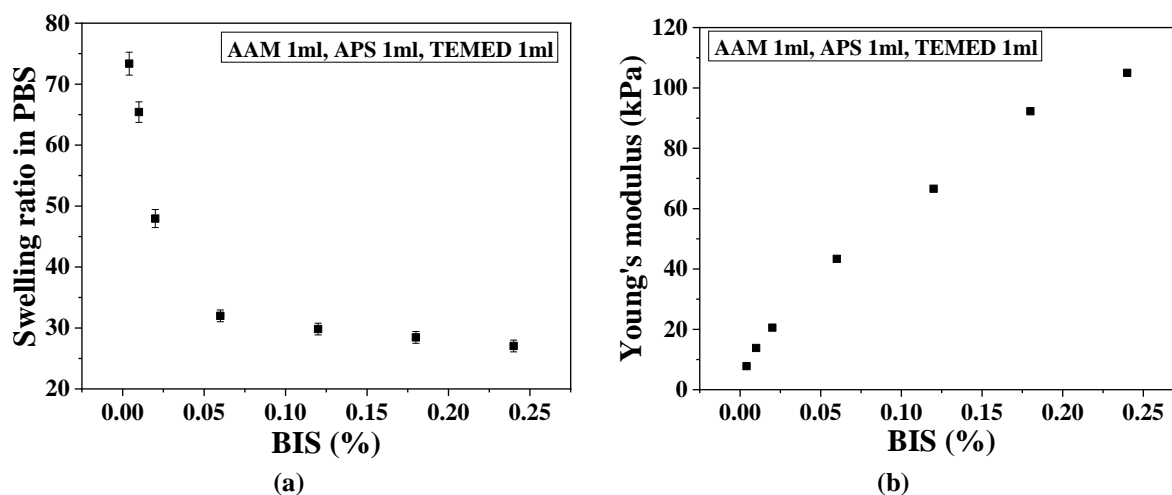 AAM 1ml, APS 1ml, TEMED 1ml
Swelling ratio in PBS
80
70
60
50
40
30
20
0.00 0.05 0.10 0.15 0.20 0.25
BIS (%)
(a)
AAM 1ml, APS 1ml, TEMED 1ml
Young's modulus (kPa)
120
100
80
60
40
20
0
0.00 0.05 0.10 0.15 0.20 0.25
BIS (%)
(b)